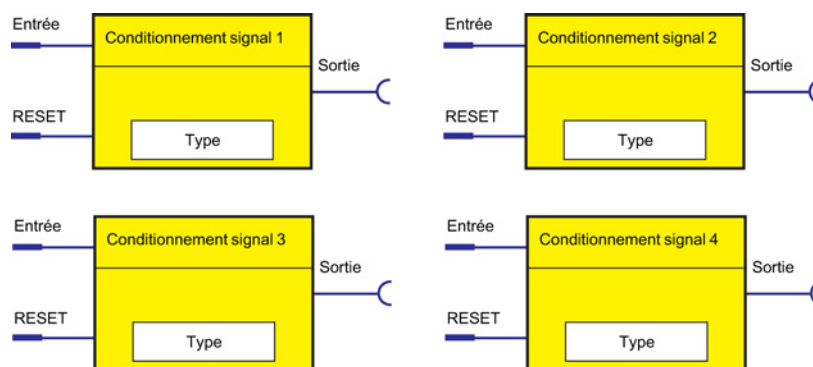 Entrée
Conditionnement signal 1
Sortie
RESET
Type
Entrée
Conditionnement signal 2
Sortie
RESET
Type
Entrée
Conditionnement signal 3
Sortie
RESET
Type
Entrée
Conditionnement signal 4
Sortie
RESET
Type